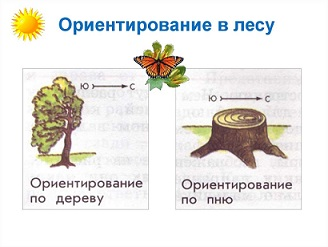 Ориентирование в лесу
ю с
ю с
Ориентирование
по дереву
Ориентирование
по пню